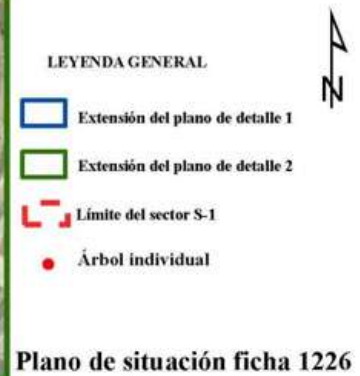 N
LEYENDA GENERAL
Extensión del plano de detalle 1
Extensión del plano de detalle 2
Límite del sector S-1
Árbol individual
Plano de situación ficha 1226